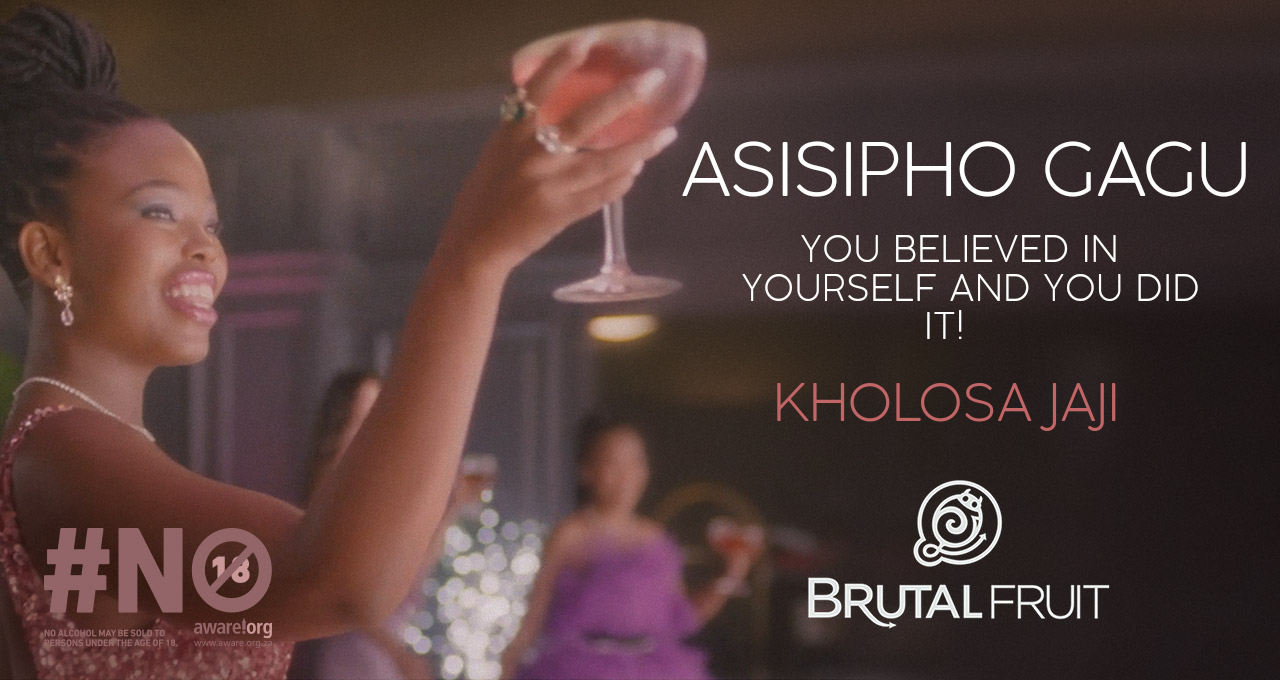 ASISIPHO GAGU
YOU BELIEVED IN
YOURSELF AND YOU DID
IT!
KHOLOSA JAJI
BRUTAL FRUIT
#NO
18
NO ALCOHOL MAY BE SOLD TO
PERSONS UNDER THE AGE OF 18.
aware!org
www.aware.org.za